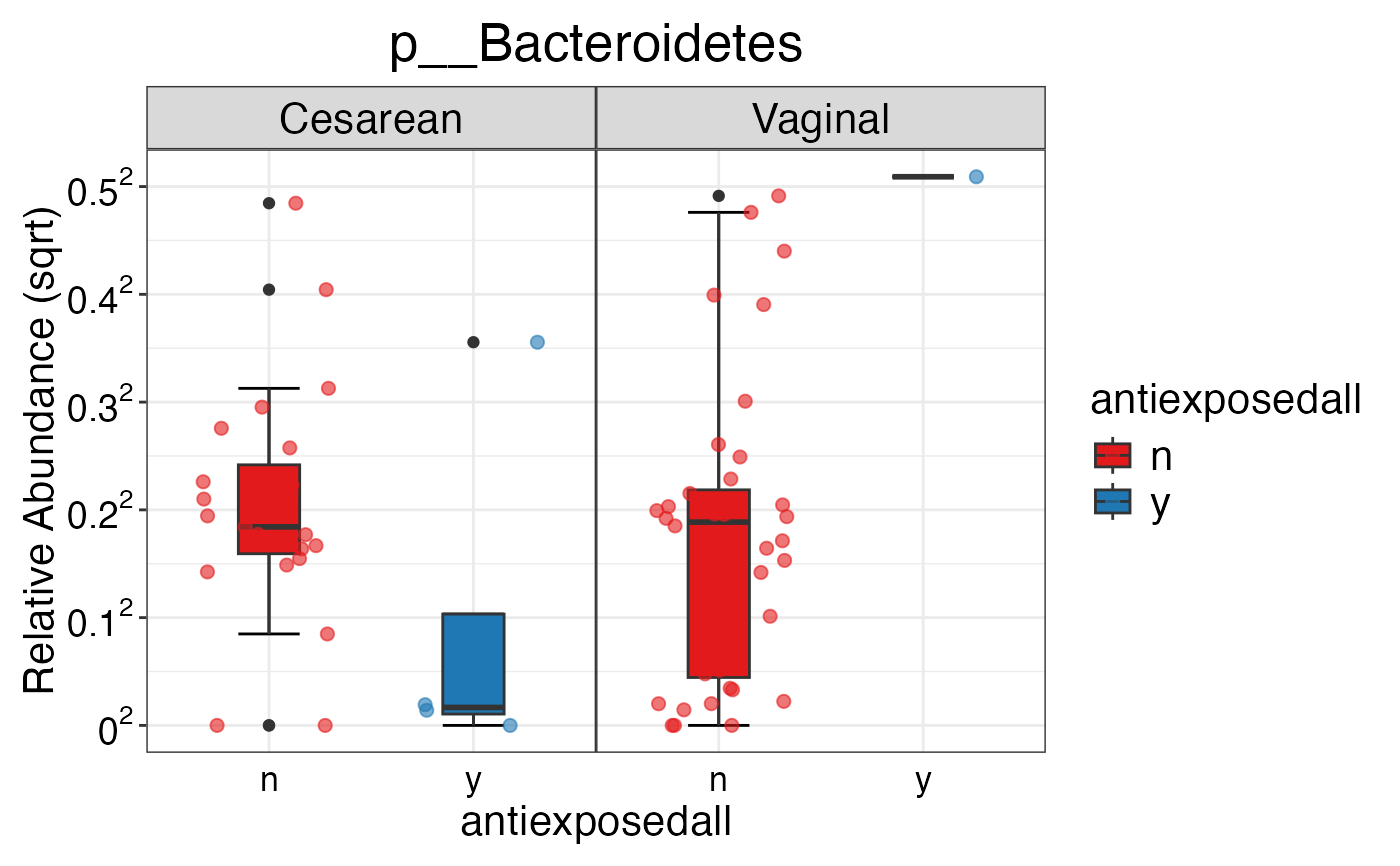 p__Bacteroidetes
Cesarean
Vaginal
Relative Abundance (sqrt)
0.5²
0.4²
0.3²
0.2²
0.1²
0²
n
y
n
y
antiexposedall
antiexposedall
n
y